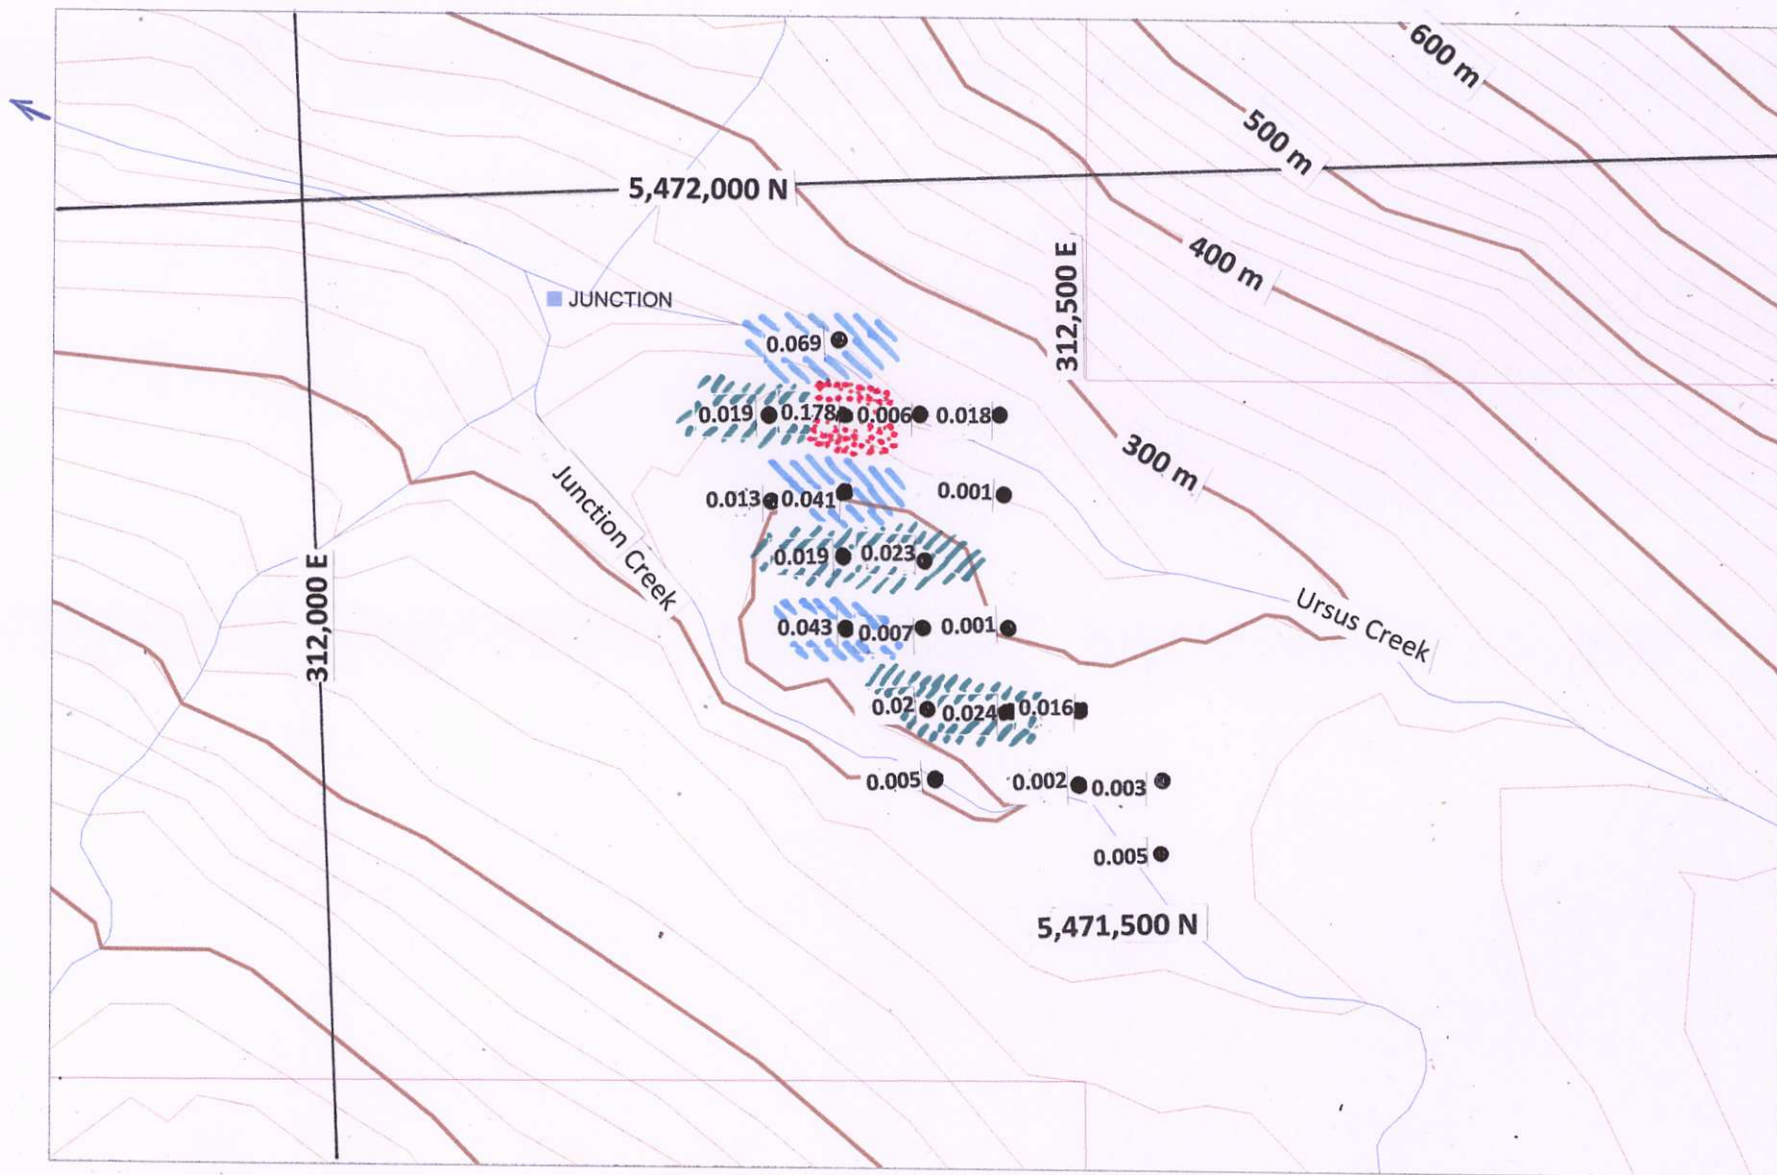 600 m
500 m
5,472,000 N
400 m
312,500 E
JUNCTION
0.069
0.019 0.178 0.006 0.018
300 m
0.013 0.041 0.001
Junction Creek
0.019 0.023
312,000 E
Ursus Creek
0.043 0.007 0.001
0.02 0.024 0.016
0.005 0.002 0.003
0.005
5,471,500 N